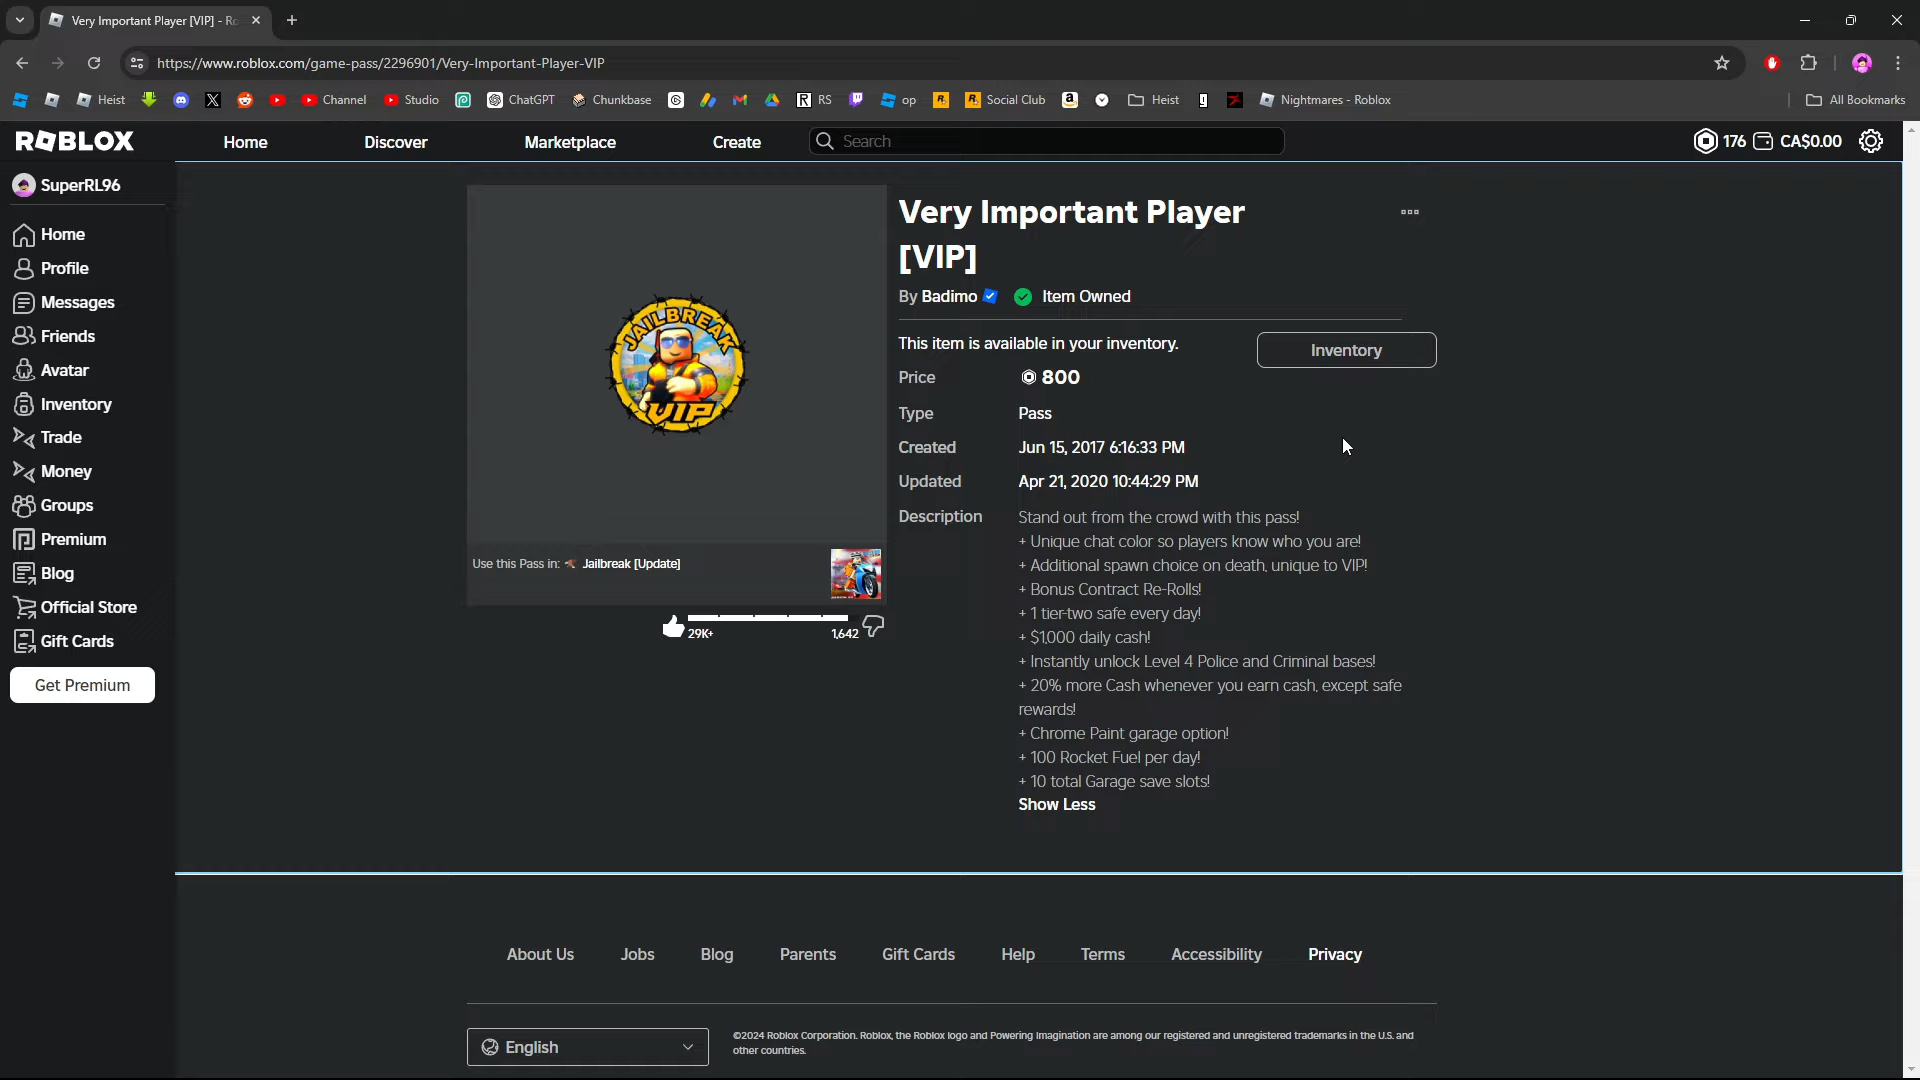 Very Important Player [VIP] - Ro
https://www.roblox.com/game-pass/2296901/Very-Important-Player-VIP
Heist
Channel
Studio
ChatGPT
Chunkbase
RS
op
Social Club
Heist
Nightmares - Roblox
All Bookmarks
ROBLOX
Home
Discover
Marketplace
Create
Search
176
CA$0.00
SuperRL96
Home
Profile
Messages
Friends
Avatar
Inventory
Trade
Money
Groups
Premium
Blog
Official Store
Gift Cards
Get Premium
JAILBREAK
VIP
Use this Pass in: Jailbreak [Update]
29K+
1,642
Very Important Player
[VIP]
By Badimo Item Owned
This item is available in your inventory.
Inventory
Price 800
Type Pass
Created Jun 15, 2017 6:16:33 PM
Updated Apr 21, 2020 10:44:29 PM
Description Stand out from the crowd with this pass!
+ Unique chat color so players know who you are!
+ Additional spawn choice on death, unique to VIP!
+ Bonus Contract Re-Rolls!
+ 1 tier-two safe every day!
+ $1,000 daily cash!
+ Instantly unlock Level 4 Police and Criminal bases!
+ 20% more Cash whenever you earn cash, except safe
rewards!
+ Chrome Paint garage option!
+ 100 Rocket Fuel per day!
+ 10 total Garage save slots!
Show Less
About Us
Jobs
Blog
Parents
Gift Cards
Help
Terms
Accessibility
Privacy
English
©2024 Roblox Corporation. Roblox, the Roblox logo and Powering Imagination are among our registered and unregistered trademarks in the U.S. and
other countries.